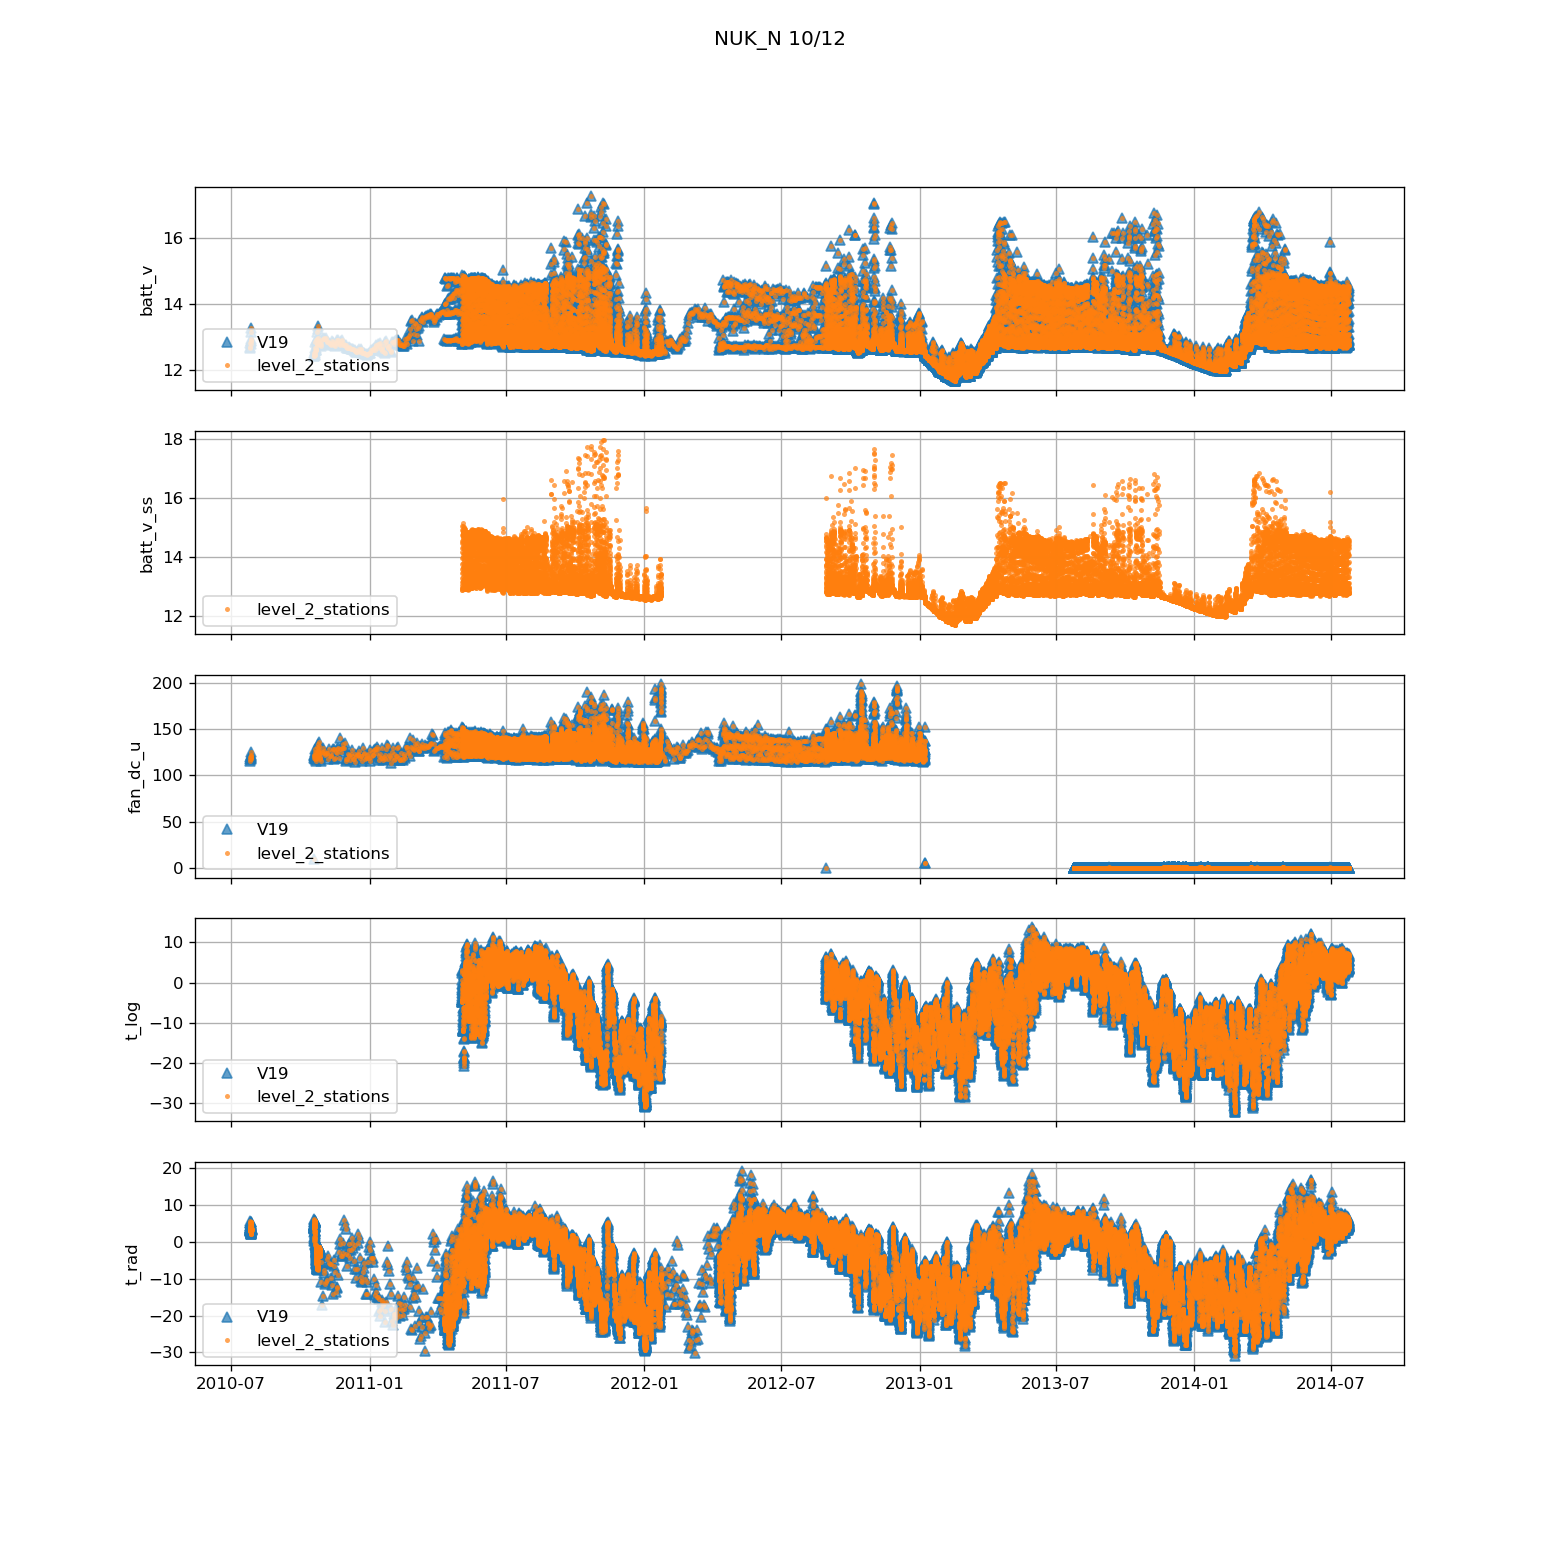 NUK_N 10/12
batt_v
16
14
12
V19
level_2_stations
batt_v_ss
18
16
14
12
level_2_stations
fan_dc_u
200
150
100
50
0
V19
level_2_stations
t_log
10
0
−10
−20
−30
V19
level_2_stations
t_rad
20
10
0
−10
−20
−30
V19
level_2_stations
2010-07 2011-01 2011-07 2012-01 2012-07 2013-01 2013-07 2014-01 2014-07